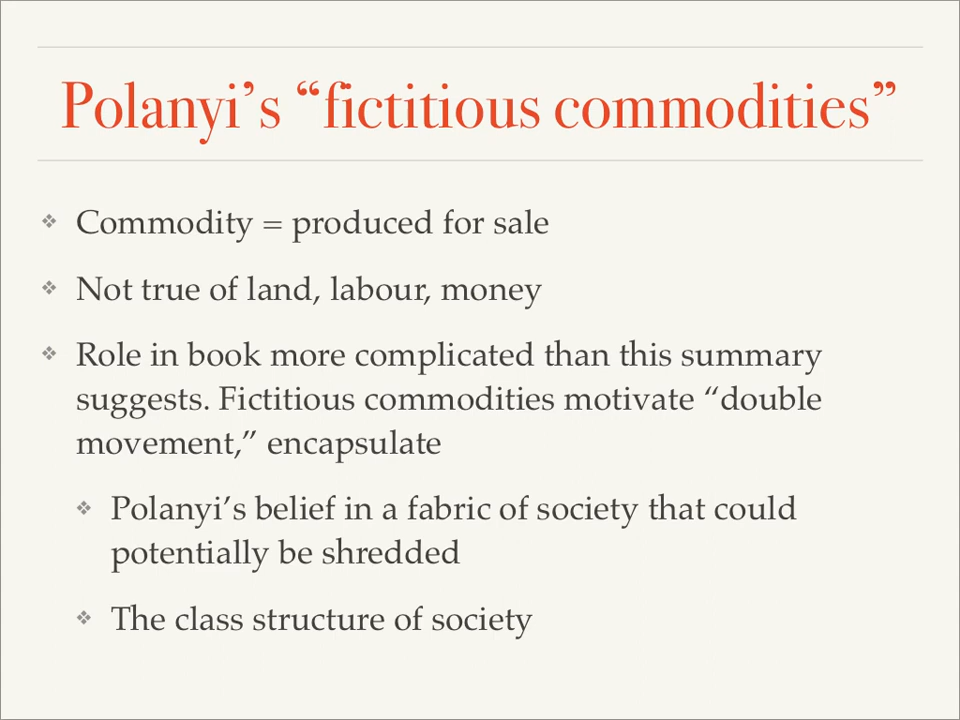 Polanyi’s “fictitious commodities”
❖ Commodity = produced for sale
❖ Not true of land, labour, money
❖ Role in book more complicated than this summary
suggests. Fictitious commodities motivate “double
movement,” encapsulate
❖ Polanyi’s belief in a fabric of society that could
potentially be shredded
❖ The class structure of society